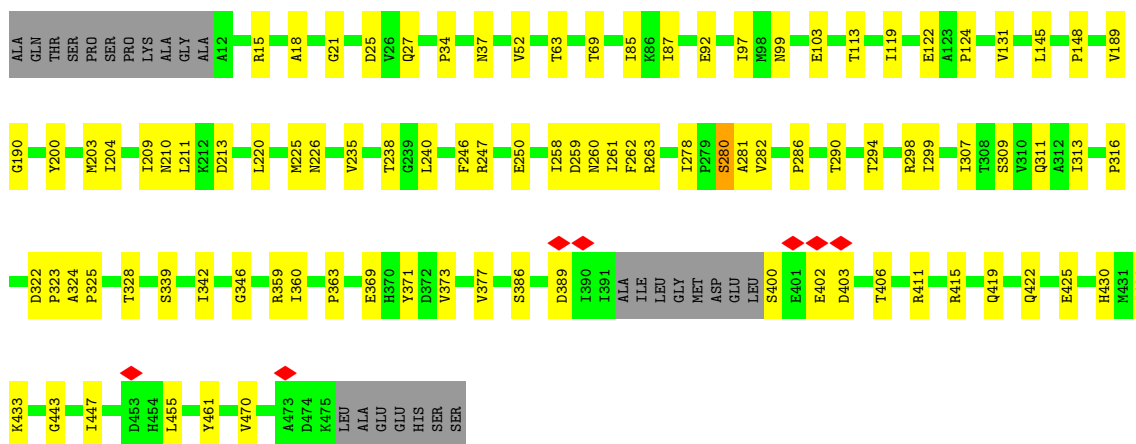 ALA GLN THR SER PRO SER PRO LYS ALA GLY ALA A12 R15 A18 G21 D25 V26 Q27 P34 N37 V52 T63 T69 I85 K86 I87 E92 I97 M98 N99 E103 T113 I119 E122 A123 P124 V131 L145 P148 V189
G190 Y200 M203 I204 I209 N210 L211 K212 D213 L220 M225 N226 V235 T238 G239 L240 F246 R247 E250 I258 D259 N260 I261 F262 R263 I278 P279 S280 A281 V282 P286 T290 T294 R298 I299 I307 T308 S309 V310 Q311 A312 I313 P316
D322 P323 A324 P325 T328 S339 I342 G346 R359 I360 P363 E369 H370 Y371 D372 V373 V377 S386 D389 I390 I391 ALA ILE LEU GLY MET ASP GLU LEU S400 E401 E402 D403 T406 R411 R415 Q419 Q422 E425 H430 M431
K433 G443 I447 D453 H454 L455 Y461 V470 A473 D474 K475 LEU ALA GLU GLU HIS SER SER